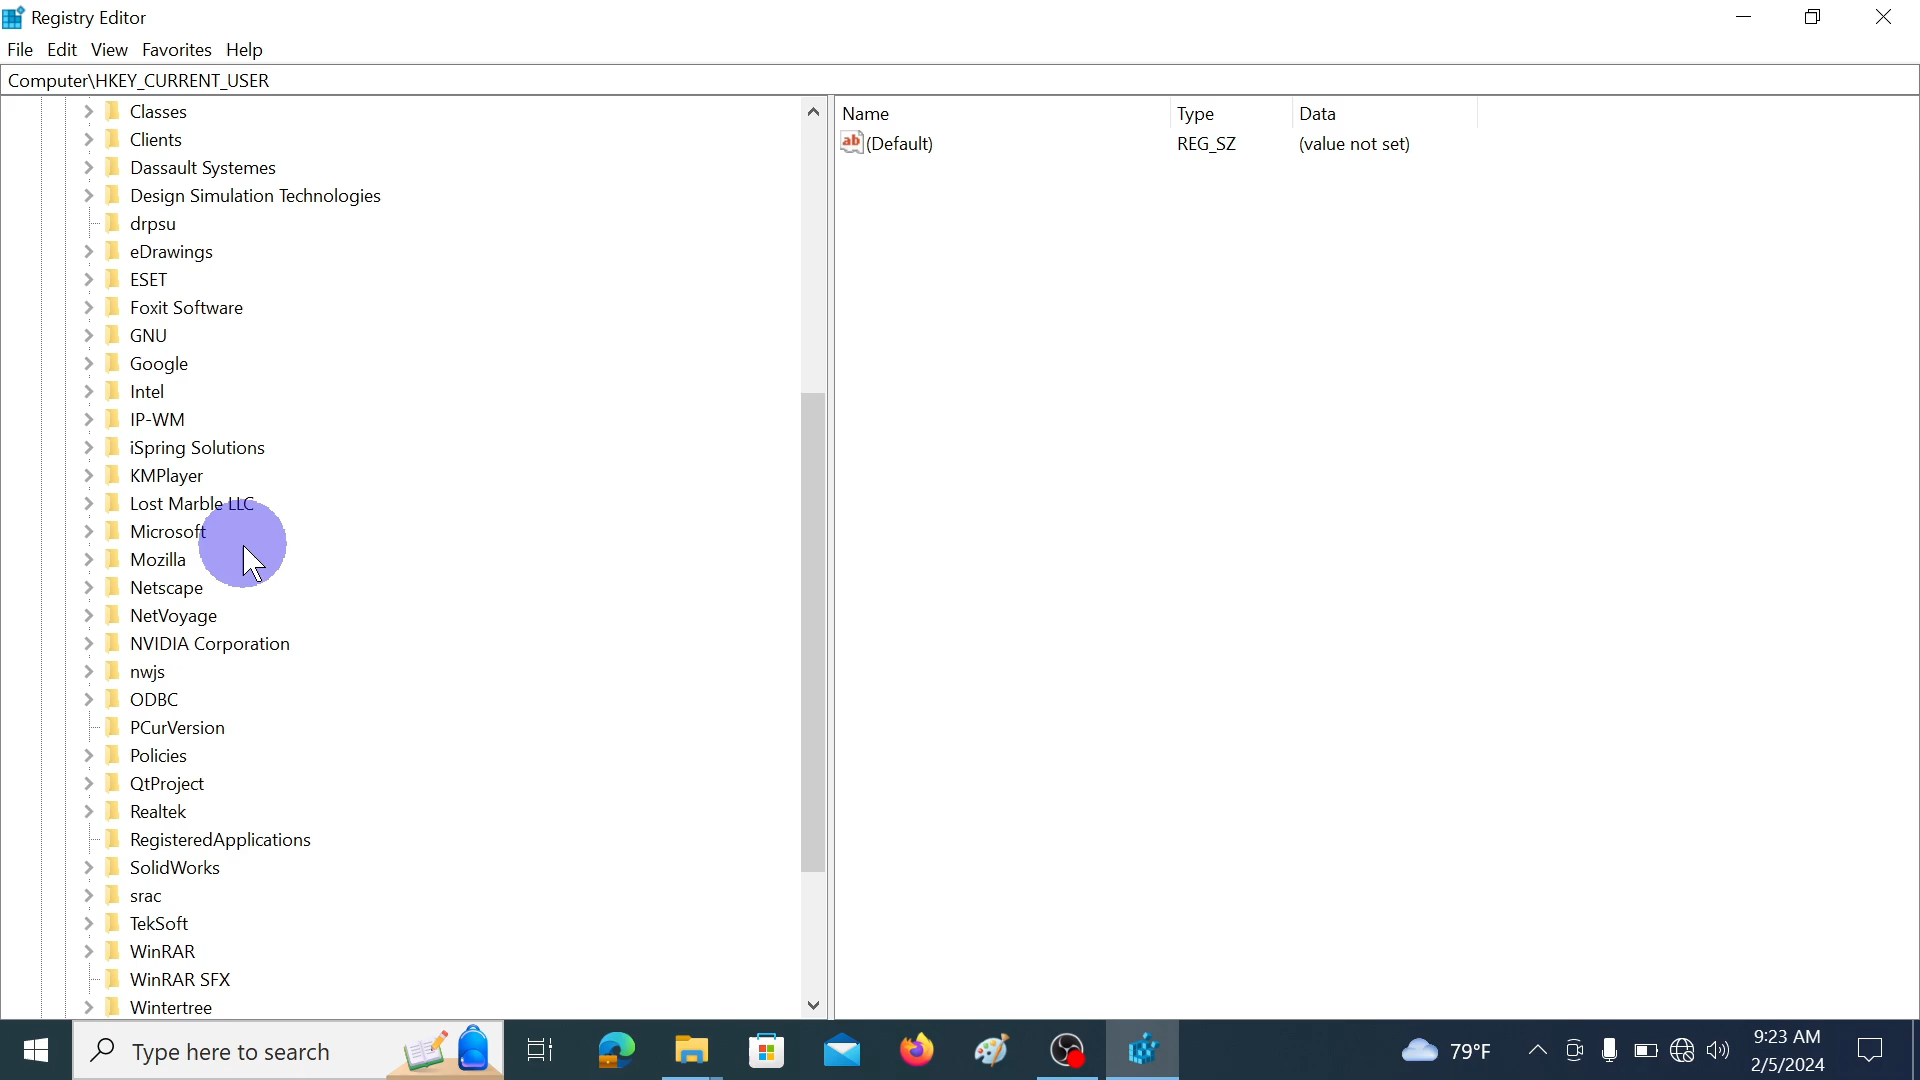 Registry Editor
File Edit View Favorites Help
Computer\HKEY_CURRENT_USER
Classes
Clients
Dassault Systemes
Design Simulation Technologies
drpsu
eDrawings
ESET
Foxit Software
GNU
Google
Intel
IP-WM
iSpring Solutions
KMPlayer
Lost Marble LLC
Microsoft
Mozilla
Netscape
NetVoyage
NVIDIA Corporation
nwjs
ODBC
PCurVersion
Policies
QtProject
Realtek
RegisteredApplications
SolidWorks
srac
TekSoft
WinRAR
WinRAR SFX
Wintertree
Name Type Data
ab (Default) REG_SZ (value not set)
Type here to search
79°F
9:23 AM
2/5/2024